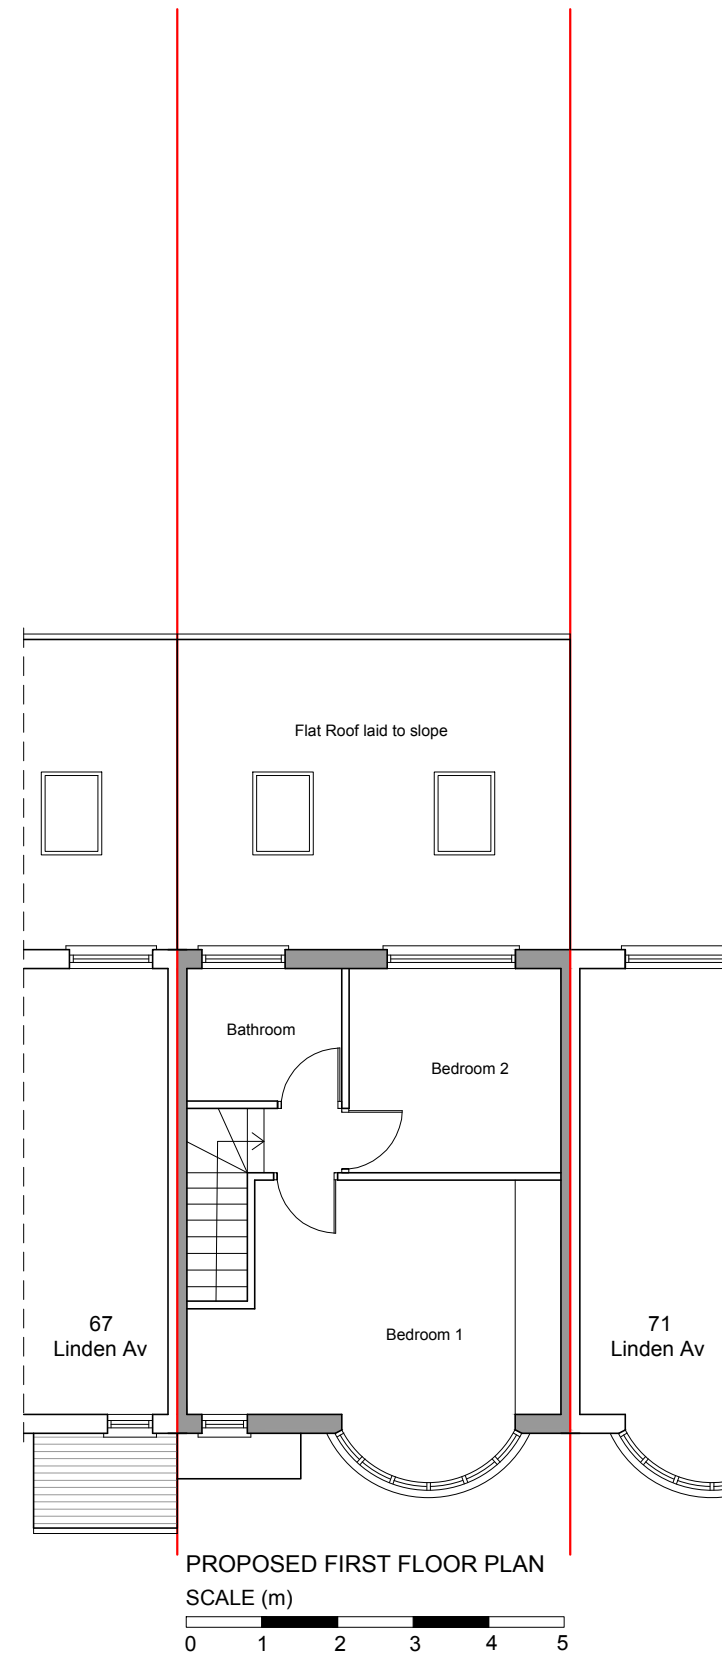 Flat Roof laid to slope
Bathroom
Bedroom 2
67
Linden Av
Bedroom 1
71
Linden Av
PROPOSED FIRST FLOOR PLAN
SCALE (m)
0 1 2 3 4 5